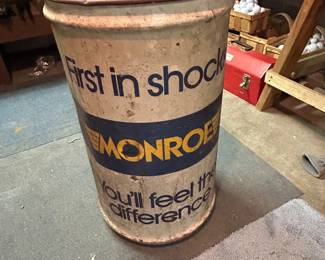 First in shock
MONROE
You'll feel the
difference